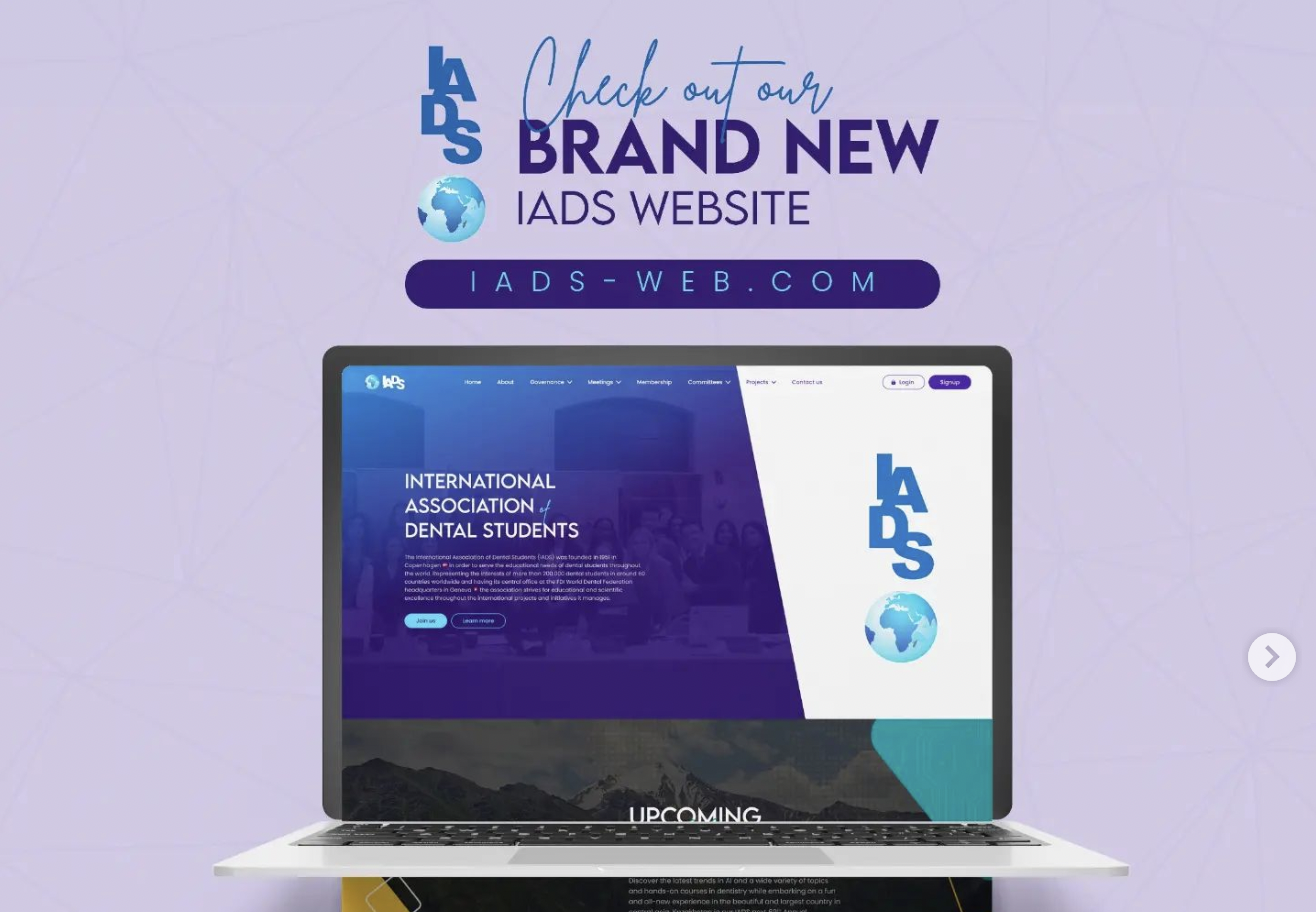 IADS
Check out our
BRAND NEW
IADS WEBSITE
IADS-WEB.COM
IADS
Home About Governance Meetings Membership Committees Projects Contact us Login Signup
INTERNATIONAL
ASSOCIATION of
DENTAL STUDENTS
The International Association of Dental Students (IADS) was founded in 1951 in
Copenhagen in order to serve the educational needs of dental students throughout
the world. Representing the interests of more than 200,000 dental students in around 60
countries worldwide and having its central office at the FDI World Dental Federation
headquarters in Geneva the association strives for educational and scientific
excellence throughout the international projects and initiatives it manages.
Join us Learn more
IADS
UPCOMING
Discover the latest trends in AI and a wide variety of topics
and hands-on courses in dentistry while embarking on a fun
and all-new experience in the beautiful and largest country in